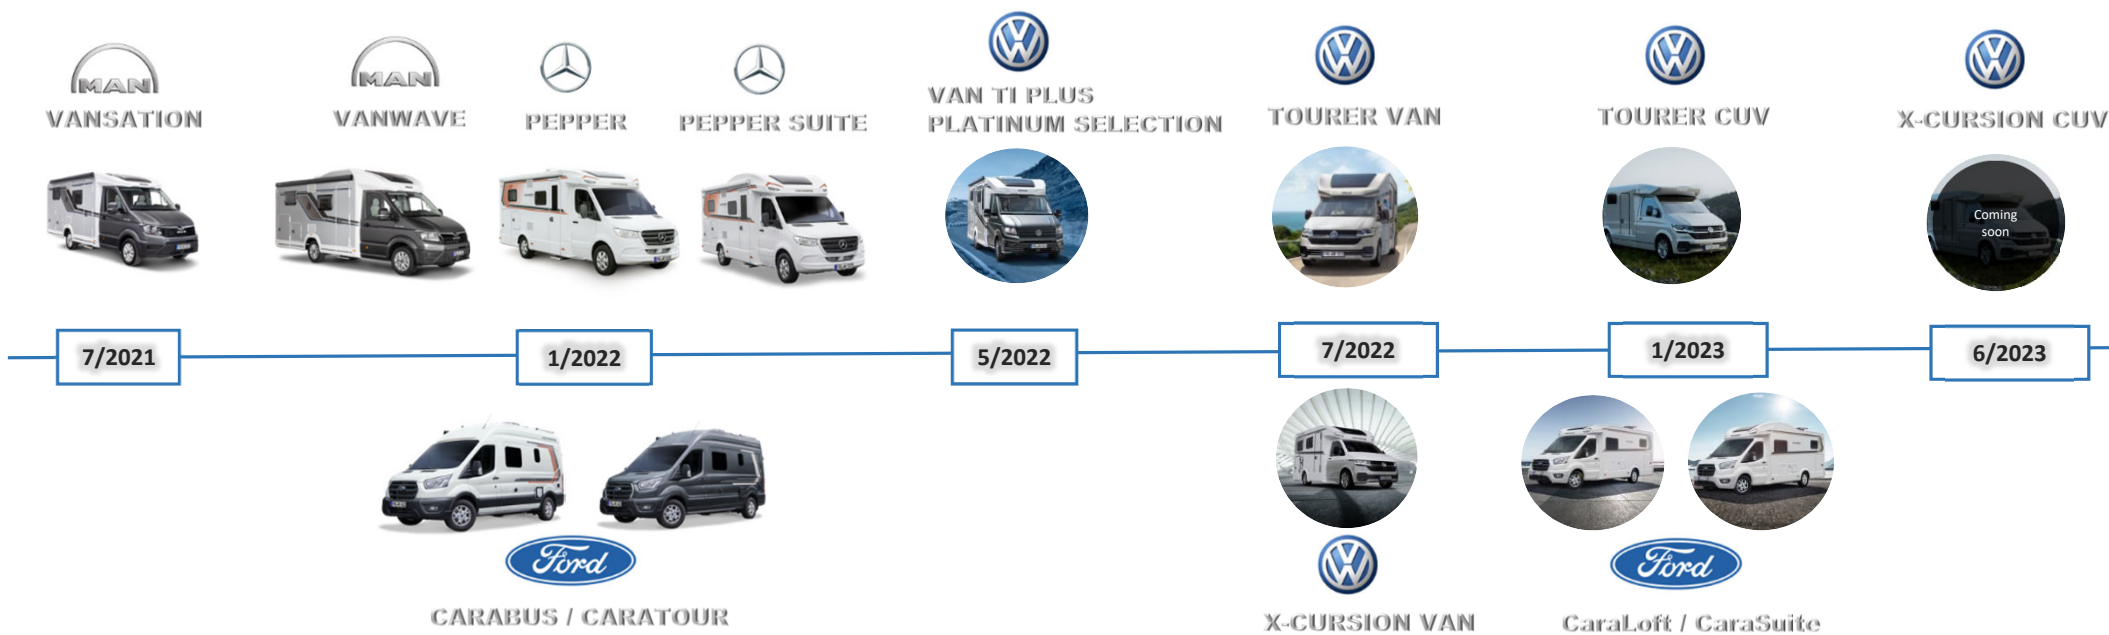 MAN
VANSATION
MAN
VANWAVE
PEPPER
PEPPER SUITE
VAN TI PLUS
PLATINUM SELECTION
TOURER VAN
TOURER CUV
X-CURSION CUV
Coming
soon
7/2021
1/2022
5/2022
7/2022
1/2023
6/2023
Ford
CARABUS / CARATOUR
X-CURSION VAN
Ford
CaraLoft / CaraSuite